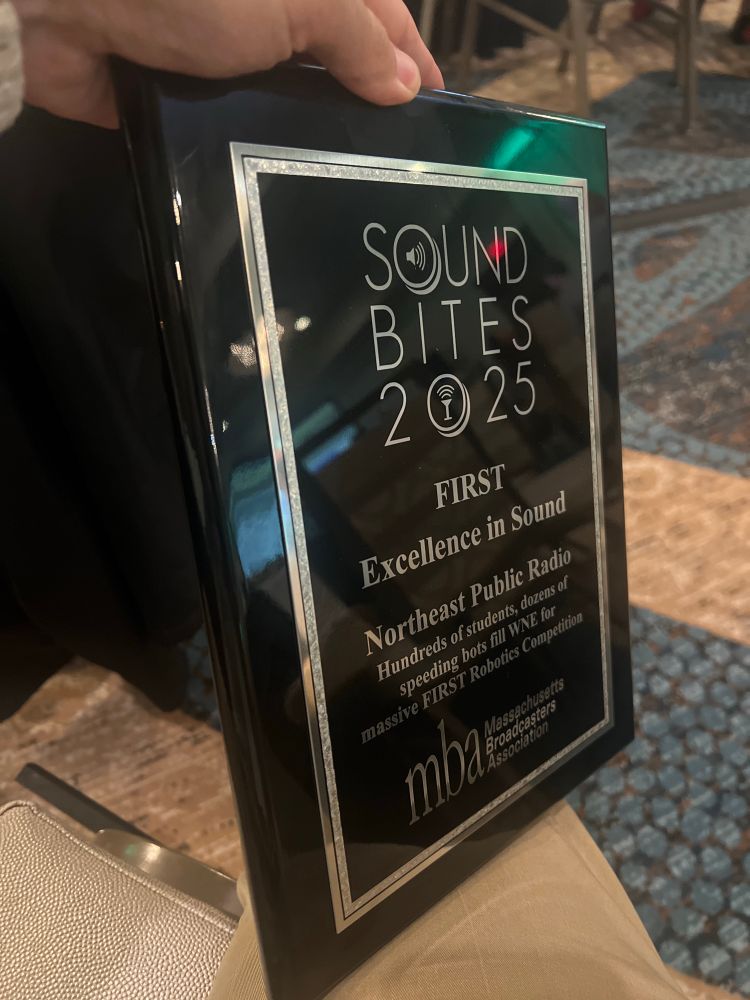 SOUND
BITES
2025
FIRST
Excellence in Sound
Northeast Public Radio
Hundreds of students, dozens of
speeding bots fill WNE for
massive FIRST Robotics Competition
mba
Massachusetts
Broadcasters
Association